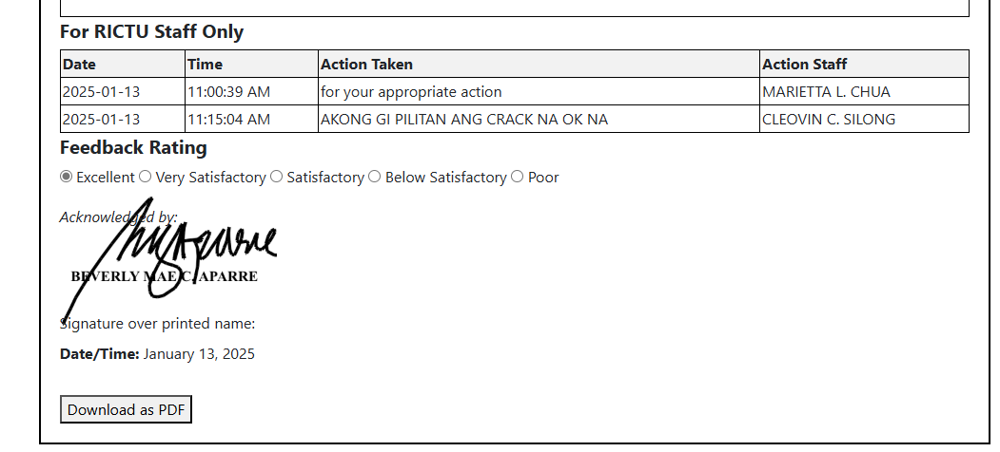 For RICTU Staff Only
Date Time Action Taken Action Staff
2025-01-13 11:00:39 AM for your appropriate action MARIETTA L. CHUA
2025-01-13 11:15:04 AM AKONG GI PILITAN ANG CRACK NA OK NA CLEOVIN C. SILONG
Feedback Rating
Excellent Very Satisfactory Satisfactory Below Satisfactory Poor
Acknowledged by:
BEVERLY MAE C. APARRE
Signature over printed name:
Date/Time: January 13, 2025
Download as PDF